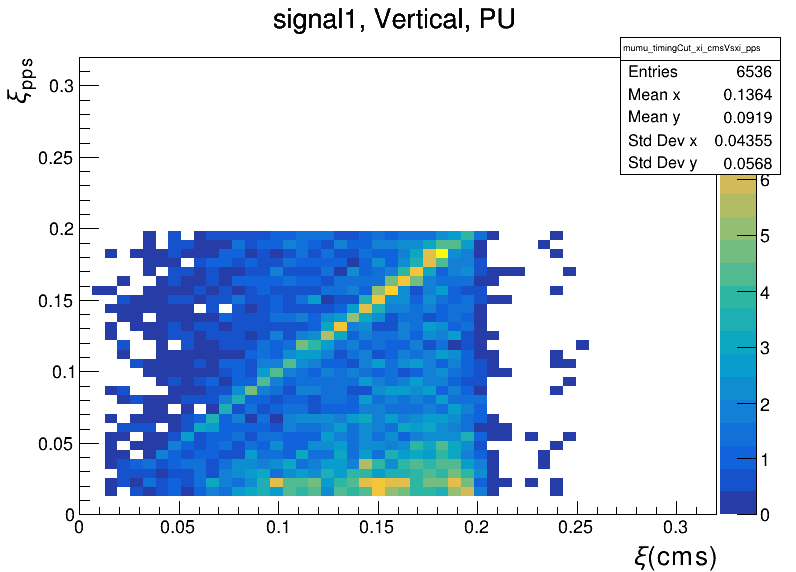 signal1, Vertical, PU
mumu_timingCut_xi_cmsVsxi_pps
Entries 6536
Mean x 0.1364
Mean y 0.0919
Std Dev x 0.04355
Std Dev y 0.0568
ξpps
0.3
0.25
0.2
0.15
0.1
0.05
0
0 0.05 0.1 0.15 0.2 0.25 0.3
ξ(cms)
6
5
4
3
2
1
0